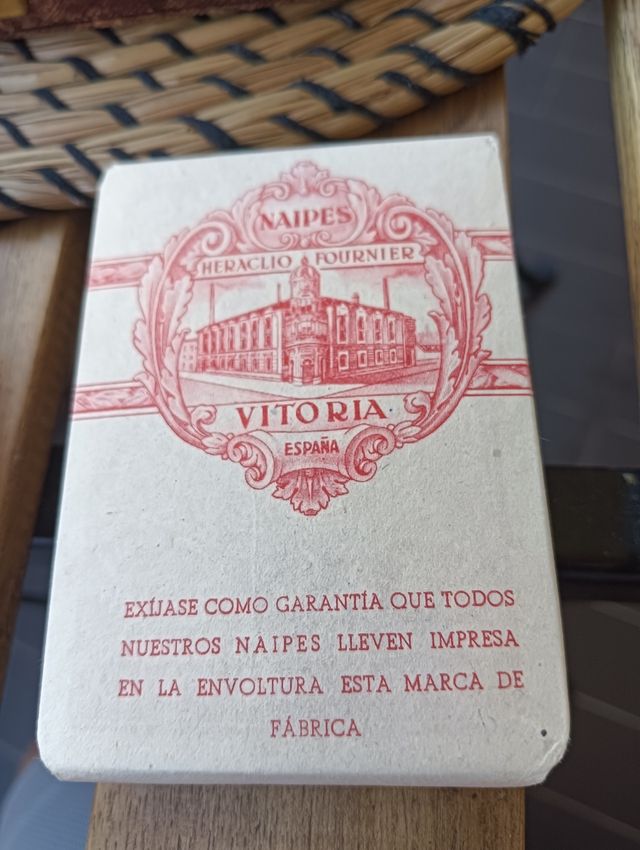 NAIPES
HERACLIO FOURNIER
VITORIA
ESPAÑA
EXÍJASE COMO GARANTÍA QUE TODOS
NUESTROS NAIPES LLEVEN IMPRESA
EN LA ENVOLTURA ESTA MARCA DE
FÁBRICA